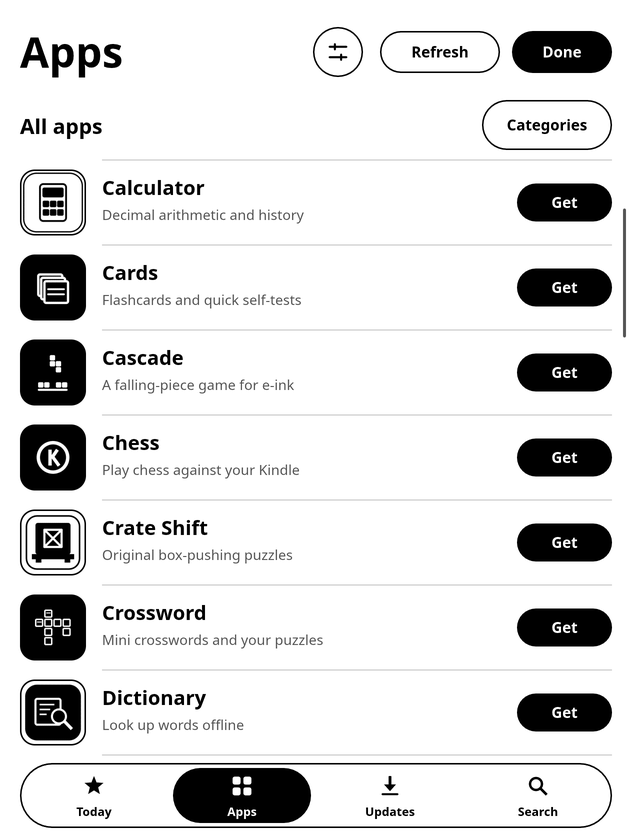 Apps
Refresh
Done
All apps
Categories
Calculator
Decimal arithmetic and history
Get
Cards
Flashcards and quick self-tests
Get
Cascade
A falling-piece game for e-ink
Get
Chess
Play chess against your Kindle
Get
K
Crate Shift
Original box-pushing puzzles
Get
Crossword
Mini crosswords and your puzzles
Get
Dictionary
Look up words offline
Get
Today
Apps
Updates
Search